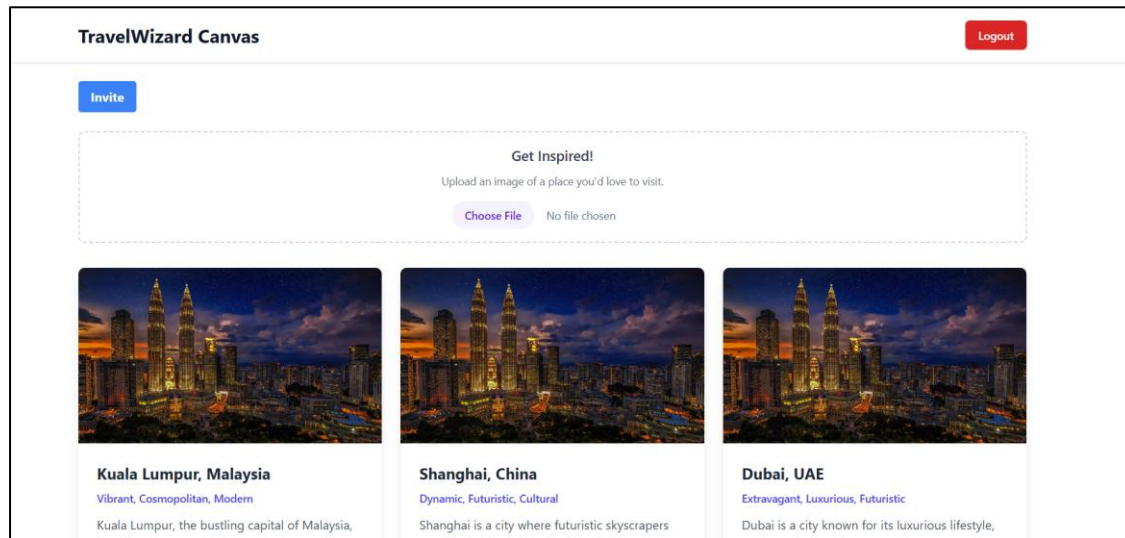 TravelWizard Canvas
Logout
Invite
Get Inspired!
Upload an image of a place you'd love to visit.
Choose File No file chosen
Kuala Lumpur, Malaysia
Vibrant, Cosmopolitan, Modern
Kuala Lumpur, the bustling capital of Malaysia,
Shanghai, China
Dynamic, Futuristic, Cultural
Shanghai is a city where futuristic skyscrapers
Dubai, UAE
Extravagant, Luxurious, Futuristic
Dubai is a city known for its luxurious lifestyle,